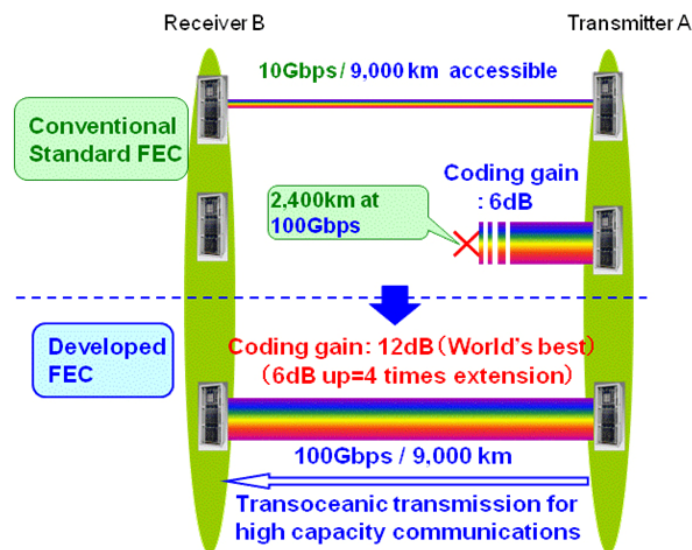 Receiver B
Transmitter A
10Gbps/ 9,000 km accessible
Conventional
Standard FEC
Coding gain
: 6dB
2,400km at
100Gbps
Developed
FEC
Coding gain: 12dB(World's best)
(6dB up=4 times extension)
100Gbps / 9,000 km
Transoceanic transmission for
high capacity communications